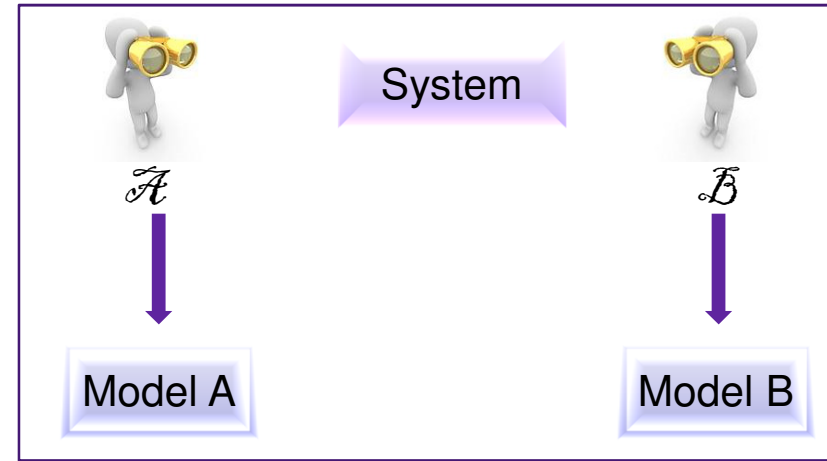 System
𝒜
ℬ
Model A
Model B